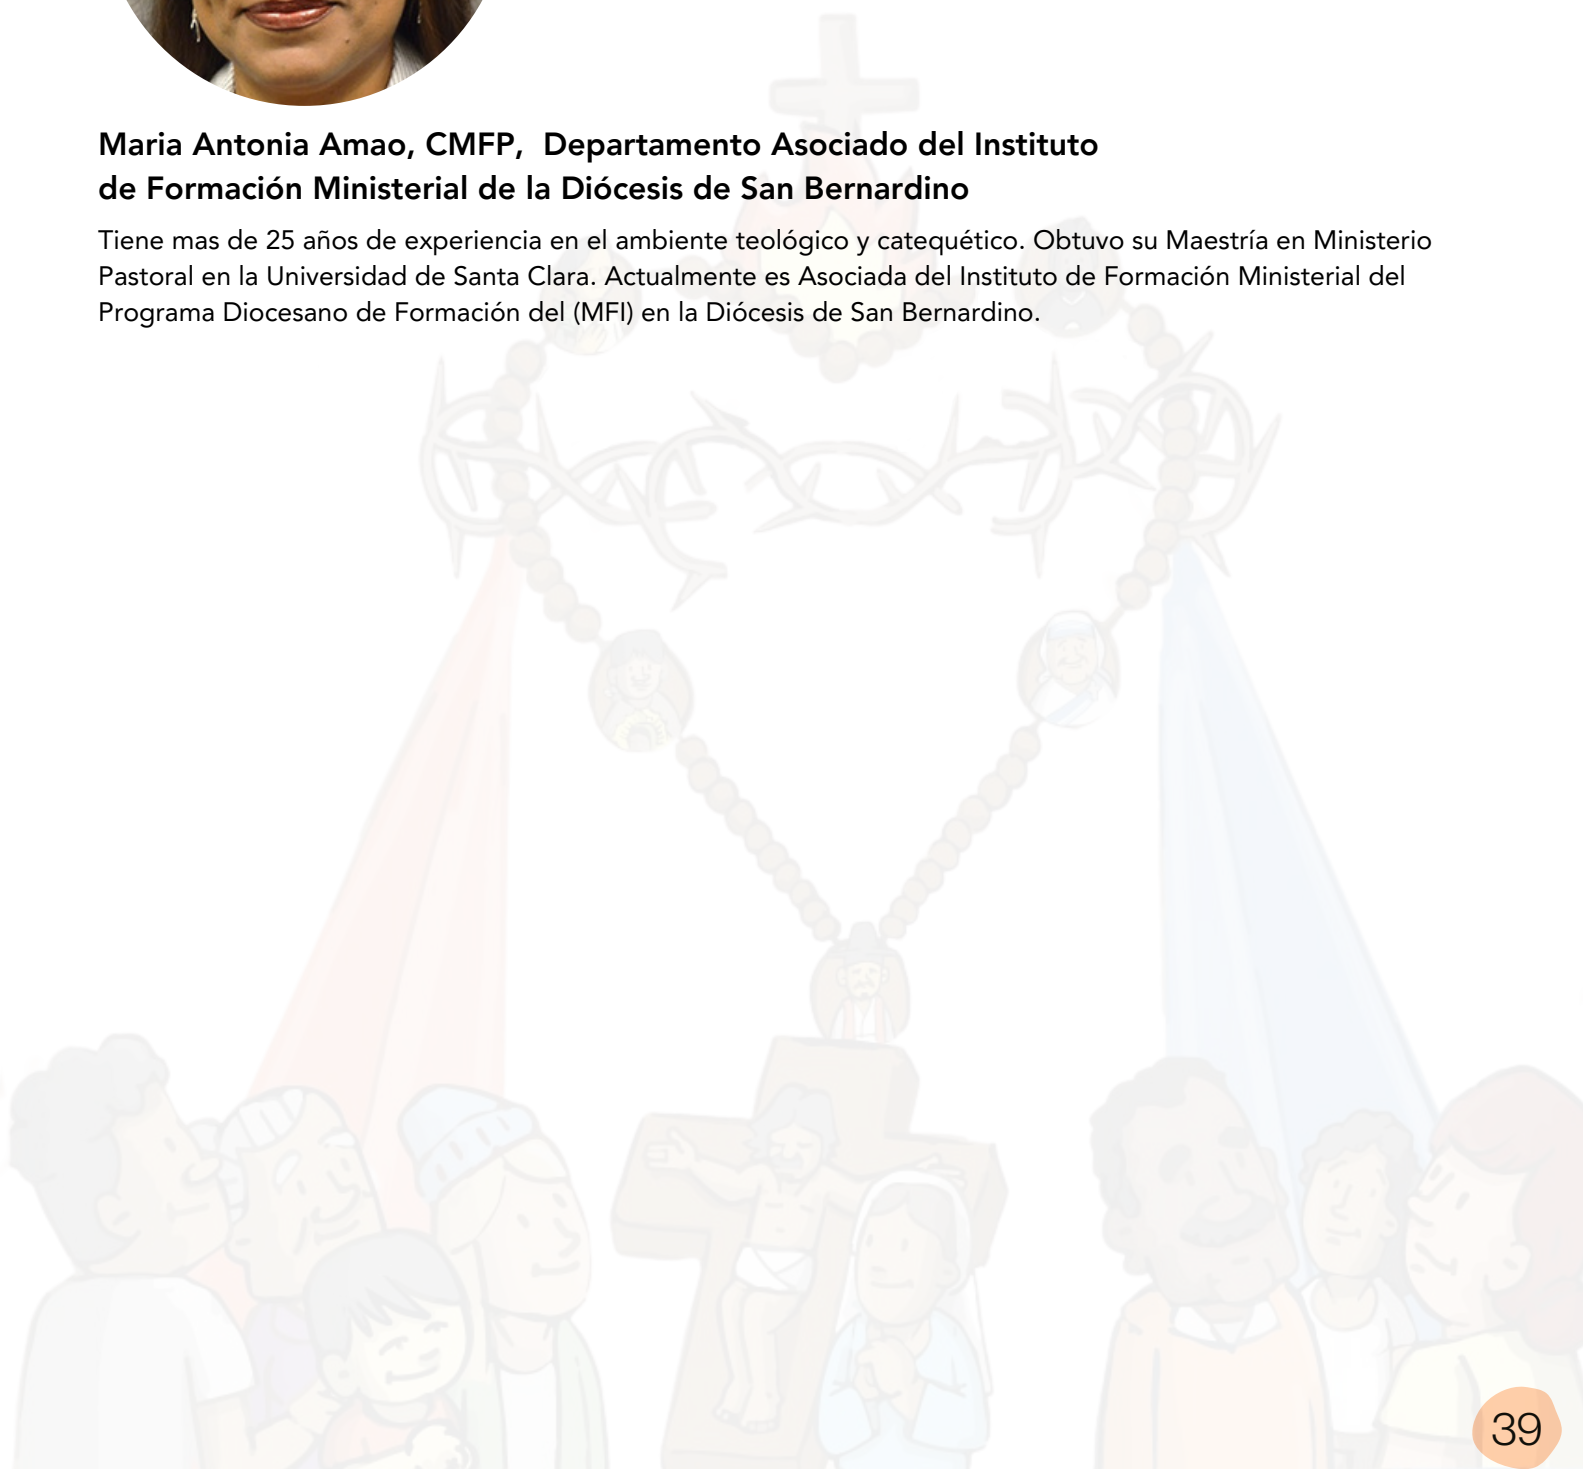 Maria Antonia Amao, CMFP,  Departamento Asociado del Instituto
de Formación Ministerial de la Diócesis de San Bernardino
Tiene mas de 25 años de experiencia en el ambiente teológico y catequético. Obtuvo su Maestría en Ministerio
Pastoral en la Universidad de Santa Clara. Actualmente es Asociada del Instituto de Formación Ministerial del
Programa Diocesano de Formación del (MFI) en la Diócesis de San Bernardino.
39